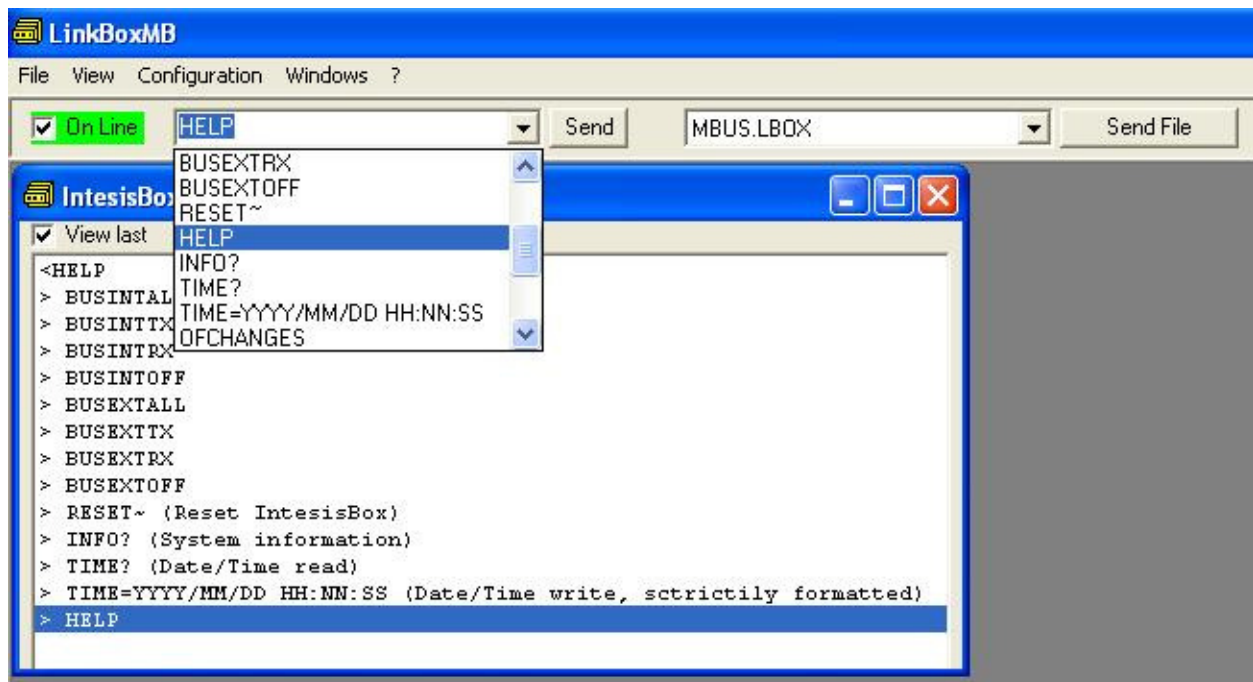 LinkBoxMB
File View Configuration Windows ?
On Line HELP Send MBUS.LBOX Send File
BUSEXTRX
BUSEXTOFF
RESET~
HELP
INFO?
TIME?
TIME=YYYY/MM/DD HH:NN:SS
OFCHANGES
IntesisBox
View last
<HELP
> BUSINTAL
> BUSINTTX
> BUSINTRX
> BUSINTOFF
> BUSEXTALL
> BUSEXTTX
> BUSEXTRX
> BUSEXTOFF
> RESET~ (Reset IntesisBox)
> INFO? (System information)
> TIME? (Date/Time read)
> TIME=YYYY/MM/DD HH:NN:SS (Date/Time write, sctrictily formatted)
> HELP